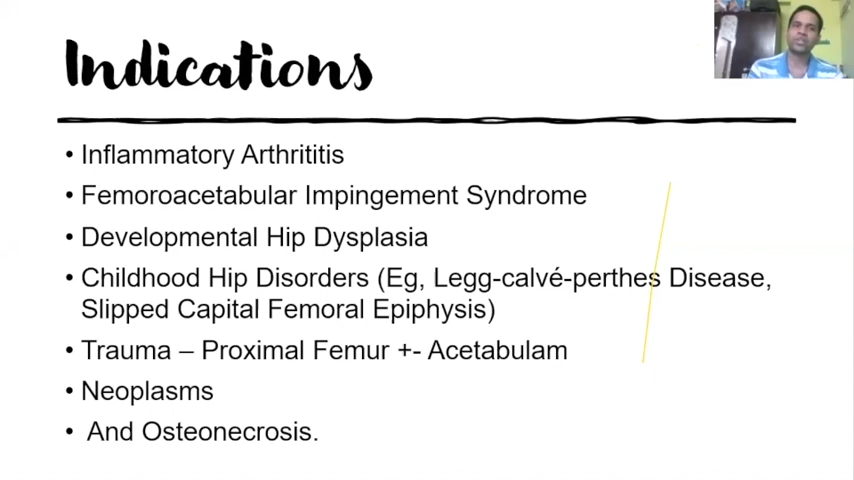 Indications
• Inflammatory Arthrititis
• Femoroacetabular Impingement Syndrome
• Developmental Hip Dysplasia
• Childhood Hip Disorders (Eg, Legg-calvé-perthes Disease,
Slipped Capital Femoral Epiphysis)
• Trauma – Proximal Femur +- Acetabulam
• Neoplasms
• And Osteonecrosis.